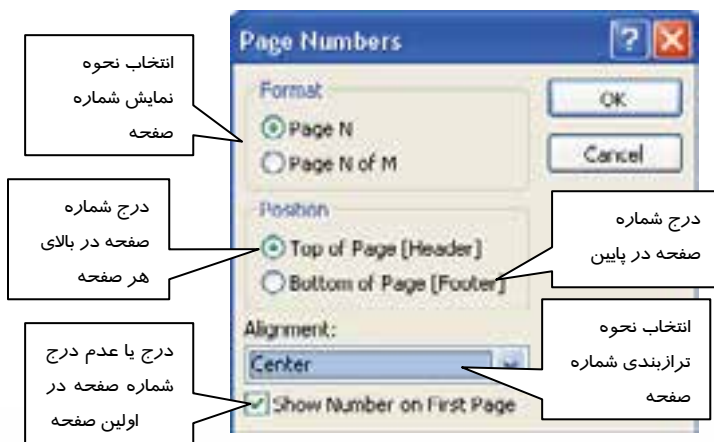 Page Numbers
انتخاب نحوه
نمایش شماره
صفحه
Format
Page N
Page N of M
OK
Cancel
درج شماره
صفحه در بالای
هر صفحه
Position
Top of Page [Header]
Bottom of Page [Footer]
درج شماره
صفحه در پایین
Alignment:
Center
انتخاب نحوه
ترازبندی شماره
صفحه
درج یا عدم درج
شماره صفحه در
اولین صفحه
Show Number on First Page